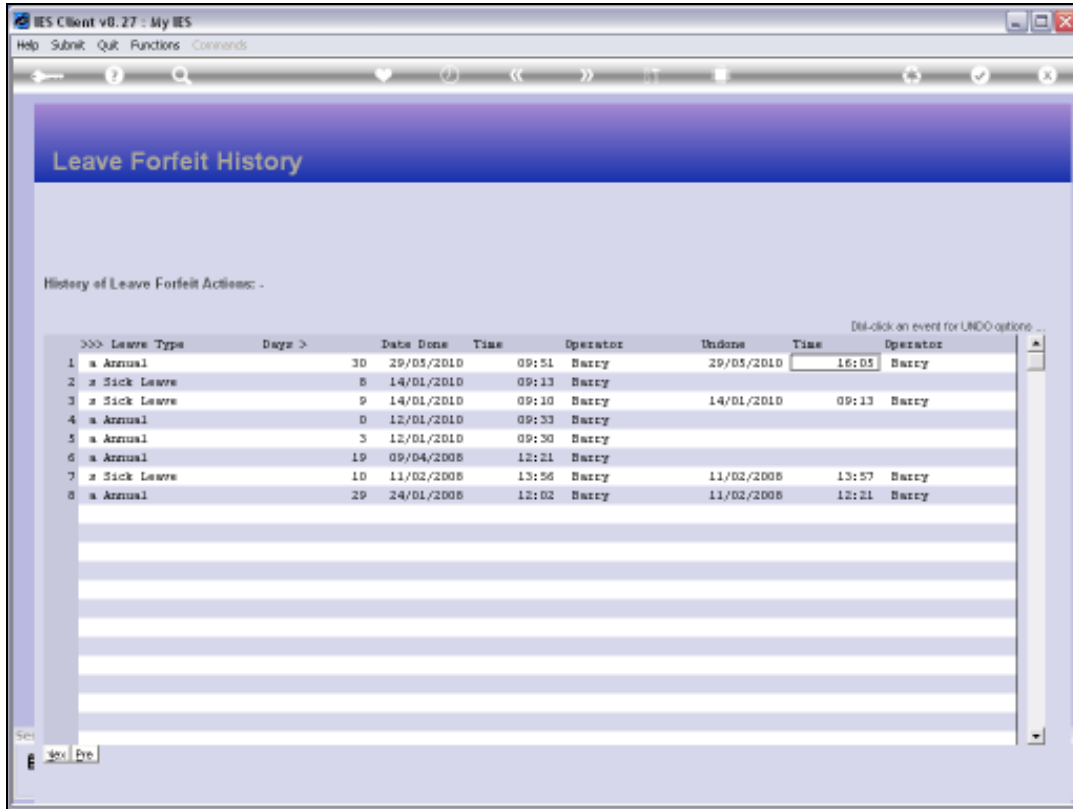 IES Client v8.27 : My IES
Help Submit Quit Functions Commands
Leave Forfeit History
History of Leave Forfeit Actions: -
Dbl-click an event for UNDO options ...
>>> Leave Type Days > Date Done Time Operator Undone Time Operator
1 a Annual 30 29/05/2010 09:51 Barry 29/05/2010 16:05 Barry
2 s Sick Leave 8 14/01/2010 09:13 Barry
3 s Sick Leave 9 14/01/2010 09:10 Barry 14/01/2010 09:13 Barry
4 a Annual 0 12/01/2010 09:33 Barry
5 a Annual 3 12/01/2010 09:30 Barry
6 a Annual 19 09/04/2008 12:21 Barry
7 s Sick Leave 10 11/02/2008 13:56 Barry 11/02/2008 13:57 Barry
8 a Annual 29 24/01/2008 12:02 Barry 11/02/2008 12:21 Barry
Nex Pre